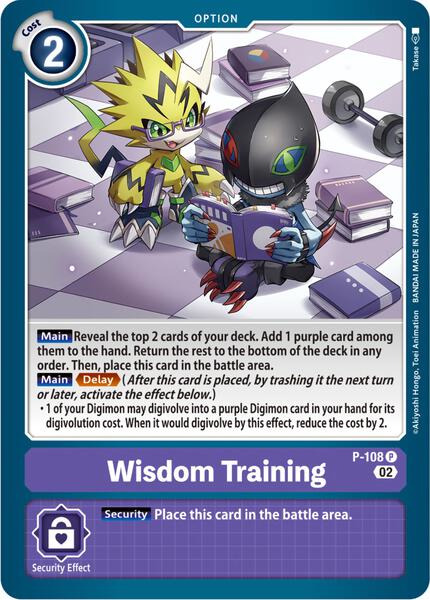 OPTION
Cost
2
Takase
Main Reveal the top 2 cards of your deck. Add 1 purple card among
them to the hand. Return the rest to the bottom of the deck in any
order. Then, place this card in the battle area.
Main Delay (After this card is placed, by trashing it the next turn
or later, activate the effect below.)
・1 of your Digimon may digivolve into a purple Digimon card in your hand for its
digivolution cost. When it would digivolve by this effect, reduce the cost by 2.
©Akiyoshi Hongo, Toei Animation BANDAI MADE IN JAPAN
P-108 P
Wisdom Training
02
Security Place this card in the battle area.
Security Effect